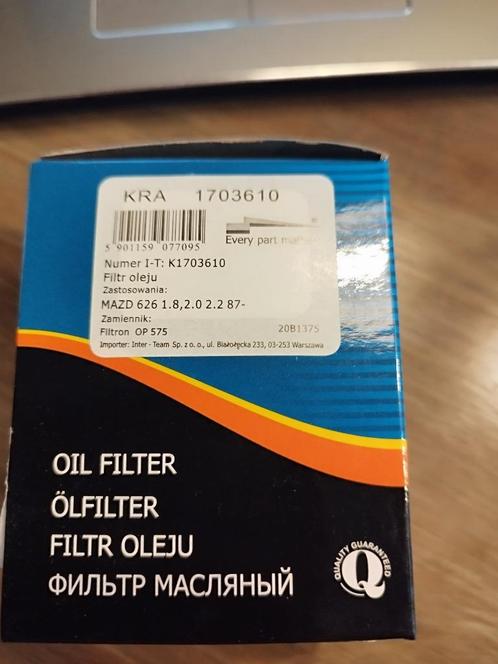 KRA 1703610
5 901159 077095
Every part
Numer I-T: K1703610
Filtr oleju
Zastosowania:
MAZD 626 1.8,2.0 2.2 87-
Zamiennik:
Filtron OP 575
20B1375
Importer: Inter - Team Sp. z o. o., ul. Białołęcka 233, 03-253 Warszawa
OIL FILTER
ÖLFILTER
FILTR OLEJU
ФИЛЬТР МАСЛЯНЫЙ
QUALITY GUARANTEED
Q